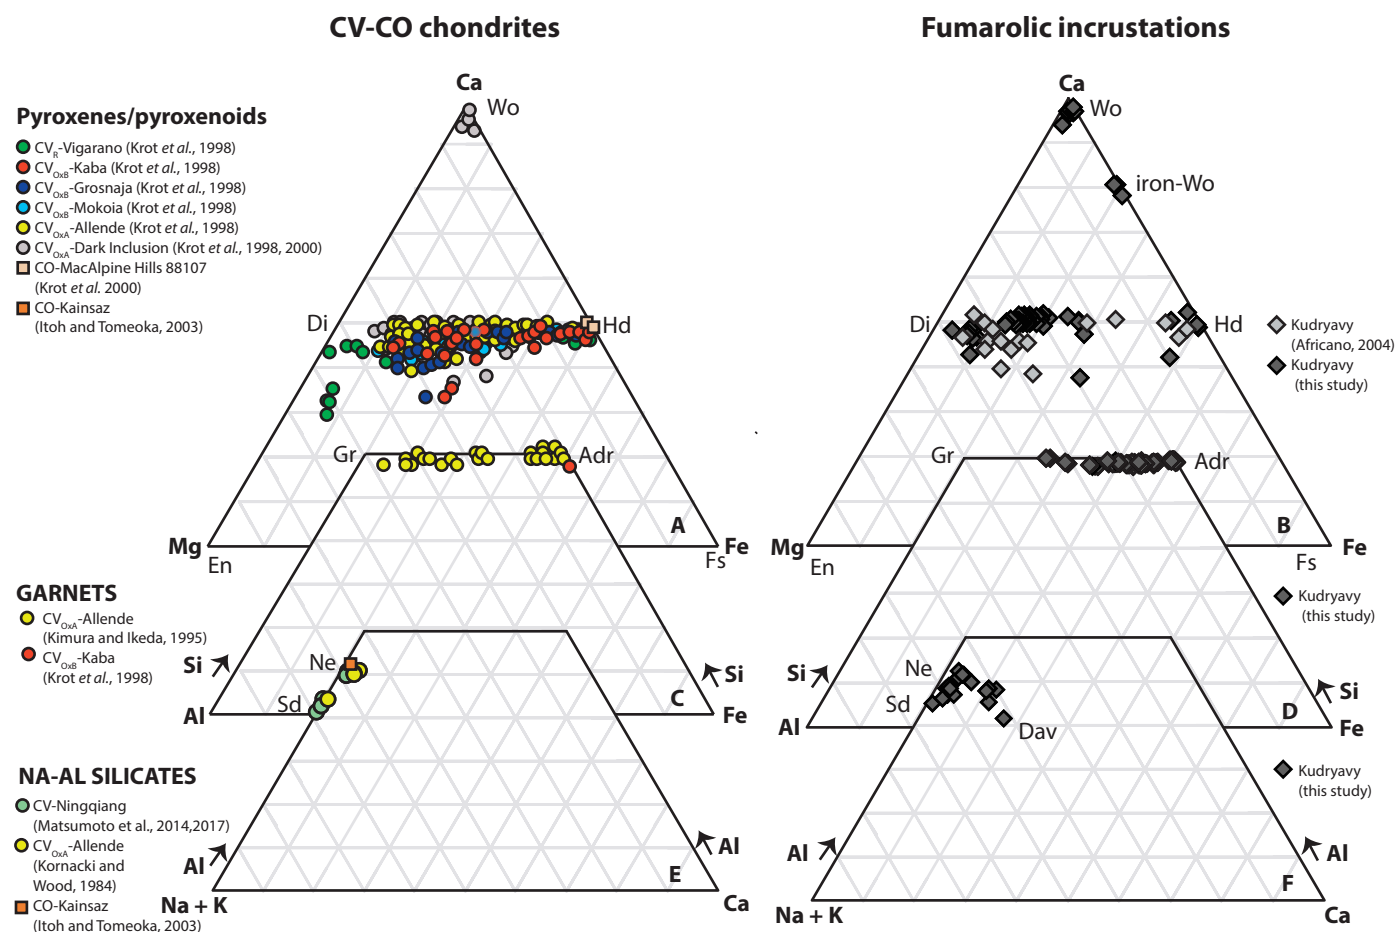 CV-CO chondrites
Fumarolic incrustations
Pyroxenes/pyroxenoids
CVR-Vigarano (Krot et al., 1998)
CVOxB-Kaba (Krot et al., 1998)
CVOxB-Grosnaja (Krot et al., 1998)
CVOxB-Mokoia (Krot et al., 1998)
CVOxA-Allende (Krot et al., 1998)
CVOxA-Dark Inclusion (Krot et al., 1998, 2000)
CO-MacAlpine Hills 88107
(Krot et al. 2000)
CO-Kainsaz
(Itoh and Tomeoka, 2003)
Ca
Wo
Di
Hd
Gr
Adr
Mg
En
A
Fe
Fs
GARNETS
CVOxA-Allende
(Kimura and Ikeda, 1995)
CVOxB-Kaba
(Krot et al., 1998)
Si
Al
Ne
Sd
C
Si
Fe
NA-AL SILICATES
CV-Ningqiang
(Matsumoto et al., 2014,2017)
CVOxA-Allende
(Kornacki and
Wood, 1984)
CO-Kainsaz
(Itoh and Tomeoka, 2003)
Al
Na + K
E
Al
Ca
Ca
Wo
iron-Wo
Di
Hd
Kudryavy
(Africano, 2004)
Kudryavy
(this study)
Gr
Adr
Mg
En
B
Fe
Fs
Kudryavy
(this study)
Si
Al
Ne
Sd
Dav
D
Si
Fe
Kudryavy
(this study)
Al
Na + K
F
Al
Ca